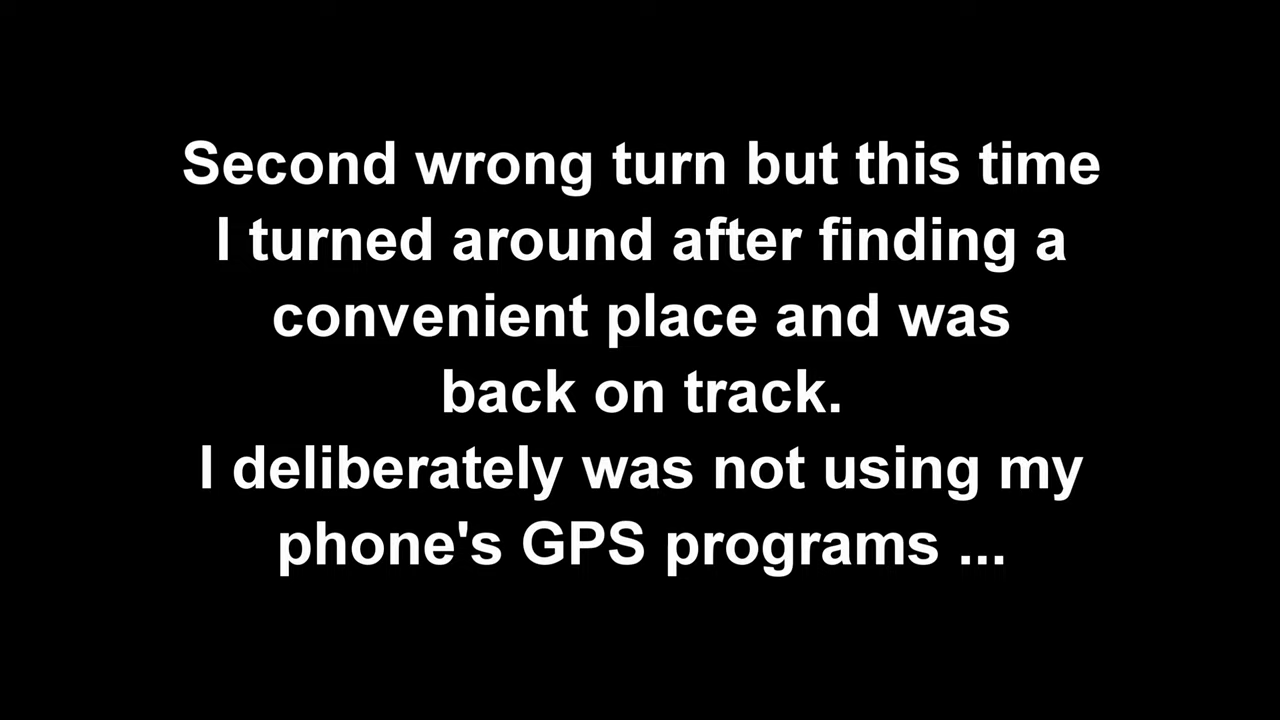 Second wrong turn but this time
I turned around after finding a
convenient place and was
back on track.
I deliberately was not using my
phone's GPS programs ...